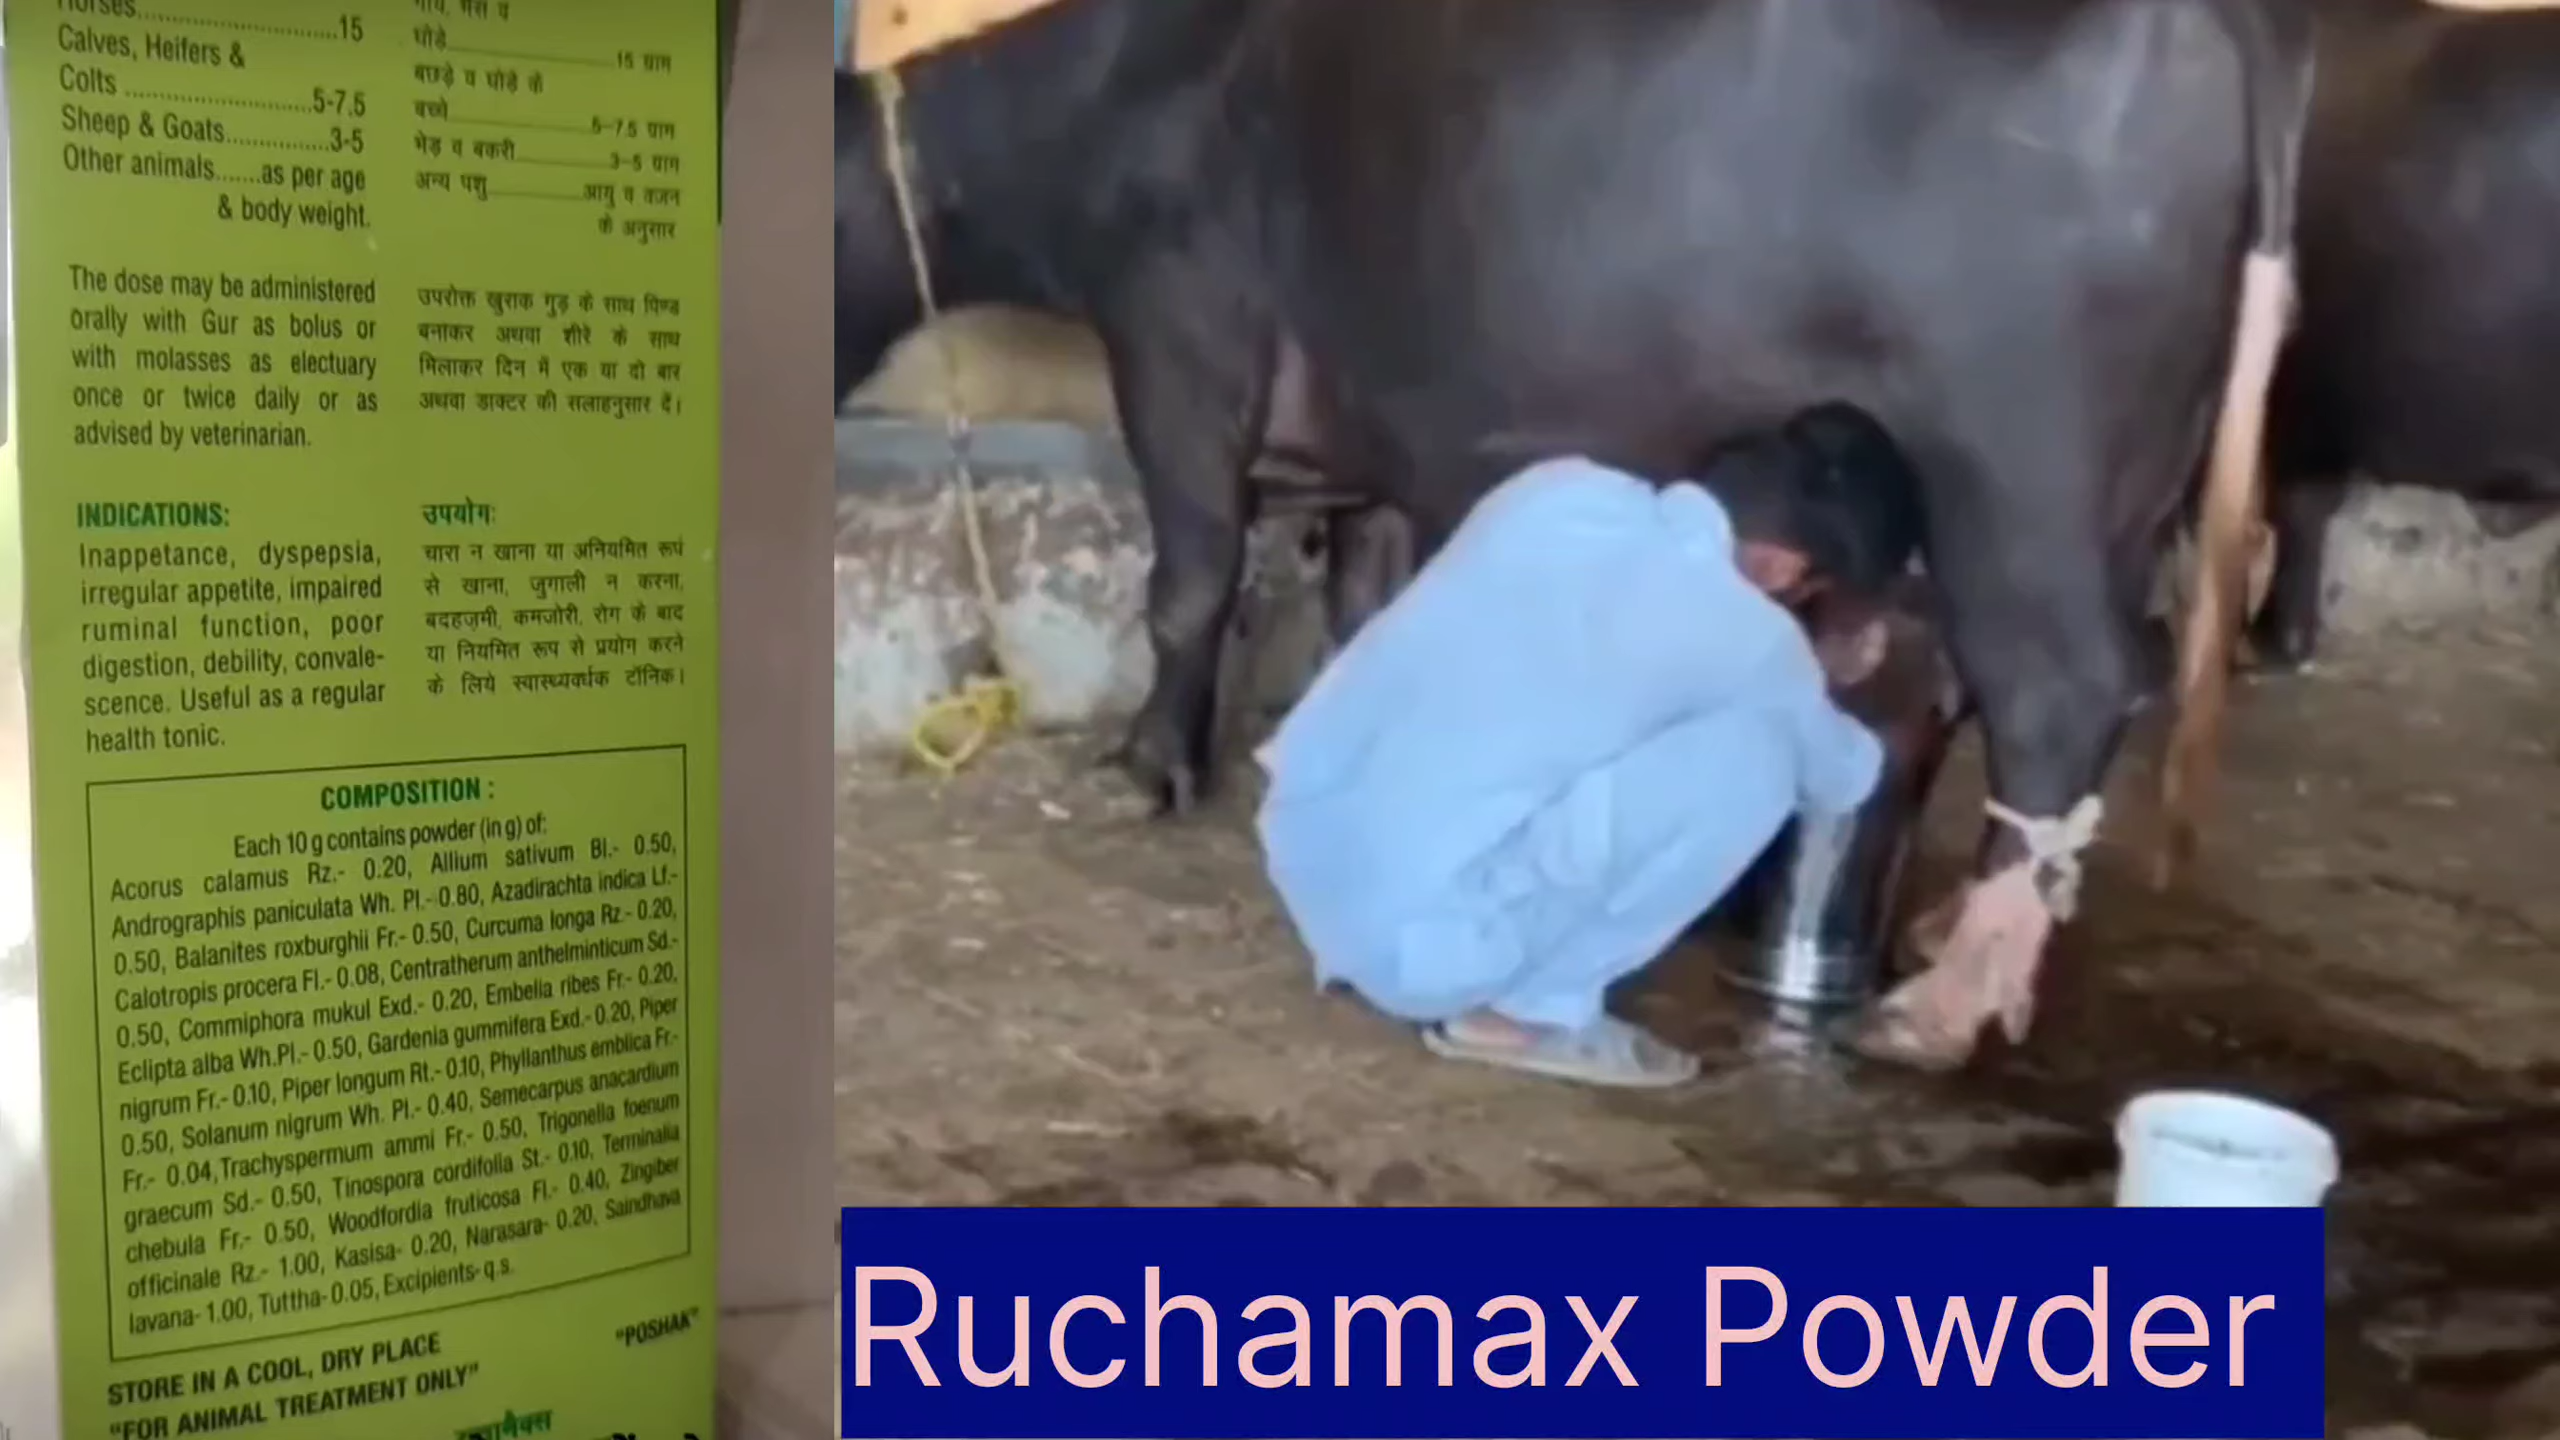 Horses..............................15
Calves, Heifers &
Colts ............................5-7.5
Sheep & Goats...............3-5
Other animals.......as per age
& body weight.
The dose may be administered
orally with Gur as bolus or
with molasses as electuary
once or twice daily or as
advised by veterinarian.
INDICATIONS:
Inappetance, dyspepsia,
irregular appetite, impaired
ruminal function, poor
digestion, debility, convale-
scence. Useful as a regular
health tonic.
गाय, भैंस व
घोड़े 15 ग्राम
बछड़े व घोड़े के
बच्चे 5-7.5 ग्राम
भेड़ व बकरी 3-5 ग्राम
अन्य पशु आयु व वजन
के अनुसार
उपरोक्त खुराक गुड़ के साथ पिण्ड
बनाकर अथवा शीरे के साथ
मिलाकर दिन में एक या दो बार
अथवा डाक्टर की सलाहनुसार दें।
उपयोग:
चारा न खाना या अनियमित रूप
से खाना, जुगाली न करना,
बदहज़मी, कमजोरी, रोग के बाद
या नियमित रूप से प्रयोग करने
के लिये स्वास्थ्यवर्धक टॉनिक।
COMPOSITION :
Each 10 g contains powder (in g) of:
Acorus calamus Rz.- 0.20, Allium sativum Bl.- 0.50,
Andrographis paniculata Wh. Pl.- 0.80, Azadirachta indica Lf.-
0.50, Balanites roxburghii Fr.- 0.50, Curcuma longa Rz.- 0.20,
Calotropis procera Fl.- 0.08, Centratherum anthelminticum Sd.-
0.50, Commiphora mukul Exd.- 0.20, Embelia ribes Fr.- 0.20,
Eclipta alba Wh.Pl.- 0.50, Gardenia gummifera Exd.- 0.20, Piper
nigrum Fr.- 0.10, Piper longum Rt.- 0.10, Phyllanthus emblica Fr.-
0.50, Solanum nigrum Wh. Pl.- 0.40, Semecarpus anacardium
Fr.- 0.04, Trachyspermum ammi Fr.- 0.50, Trigonella foenum
graecum Sd.- 0.50, Tinospora cordifolia St.- 0.10, Terminalia
chebula Fr.- 0.50, Woodfordia fruticosa Fl.- 0.40, Zingiber
officinale Rz.- 1.00, Kasisa- 0.20, Narasara- 0.20, Saindhava
lavana- 1.00, Tuttha- 0.05, Excipients- q.s.
STORE IN A COOL, DRY PLACE
"POSHAK"
"FOR ANIMAL TREATMENT ONLY"
Ruchamax Powder